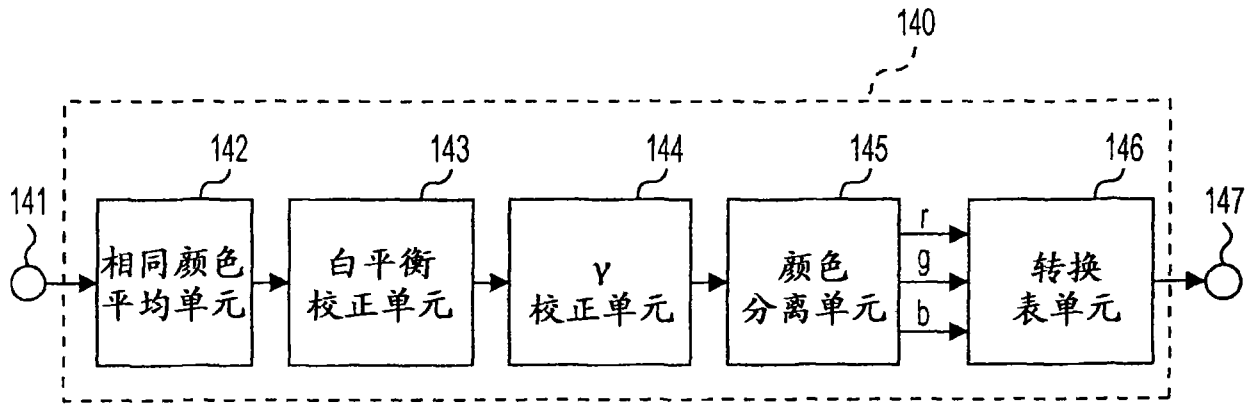 140
142
143
144
145
146
141
147
相同颜色
平均单元
白平衡
校正单元
γ
校正单元
颜色
分离单元
r
g
b
转换
表单元